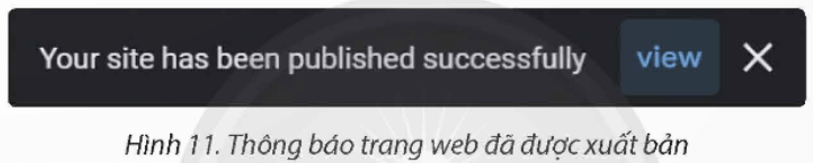 Your site has been published successfully view ×
Hình 11. Thông báo trang web đã được xuất bản